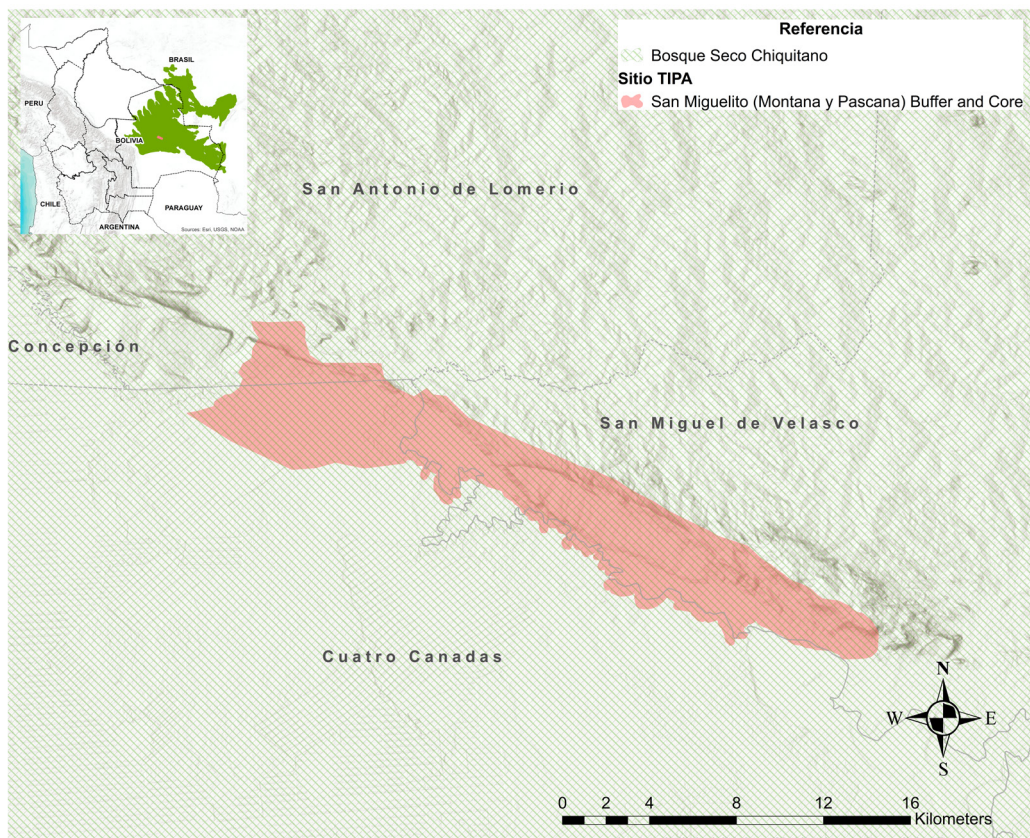 BRASIL
PERU
BOLIVIA
CHILE
PARAGUAY
ARGENTINA
Sources: Esri, USGS, NOAA
Referencia
Bosque Seco Chiquitano
Sitio TIPA
San Miguelito (Montana y Pascana) Buffer and Core
San Antonio de Lomerio
Concepción
San Miguel de Velasco
Cuatro Canadas
N
W E
S
0 2 4 8 12 16
Kilometers